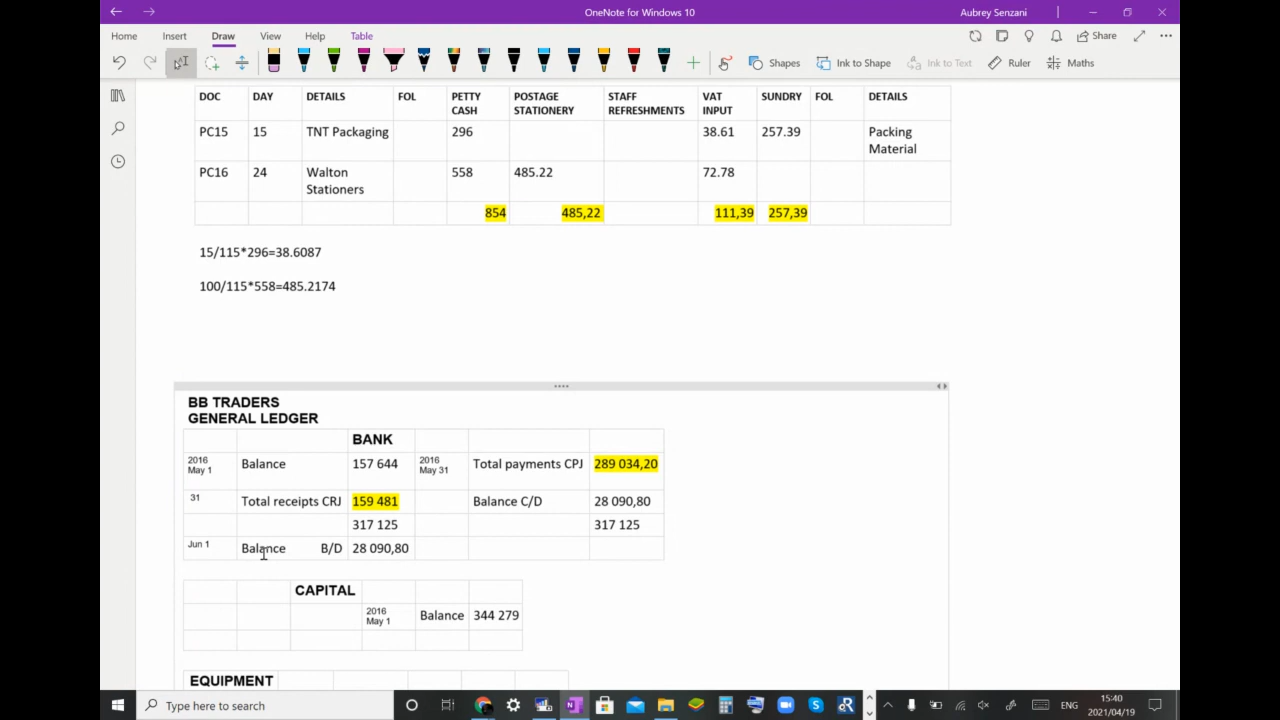 OneNote for Windows 10
Aubrey Senzani
Home Insert Draw View Help Table
Share
Shapes Ink to Shape Ink to Text Ruler Maths
DOC DAY DETAILS FOL PETTY CASH POSTAGE STATIONERY STAFF REFRESHMENTS VAT INPUT SUNDRY FOL DETAILS
PC15 15 TNT Packaging 296 38.61 257.39 Packing Material
PC16 24 Walton Stationers 558 485.22 72.78
854 485,22 111,39 257,39
15/115*296=38.6087
100/115*558=485.2174
BB TRADERS
GENERAL LEDGER
BANK
2016 May 1 Balance 157 644 2016 May 31 Total payments CPJ 289 034,20
31 Total receipts CRJ 159 481 Balance C/D 28 090,80
317 125 317 125
Jun 1 Balance B/D 28 090,80
CAPITAL
2016 May 1 Balance 344 279
EQUIPMENT
Type here to search
ENG
15:40
2021/04/19